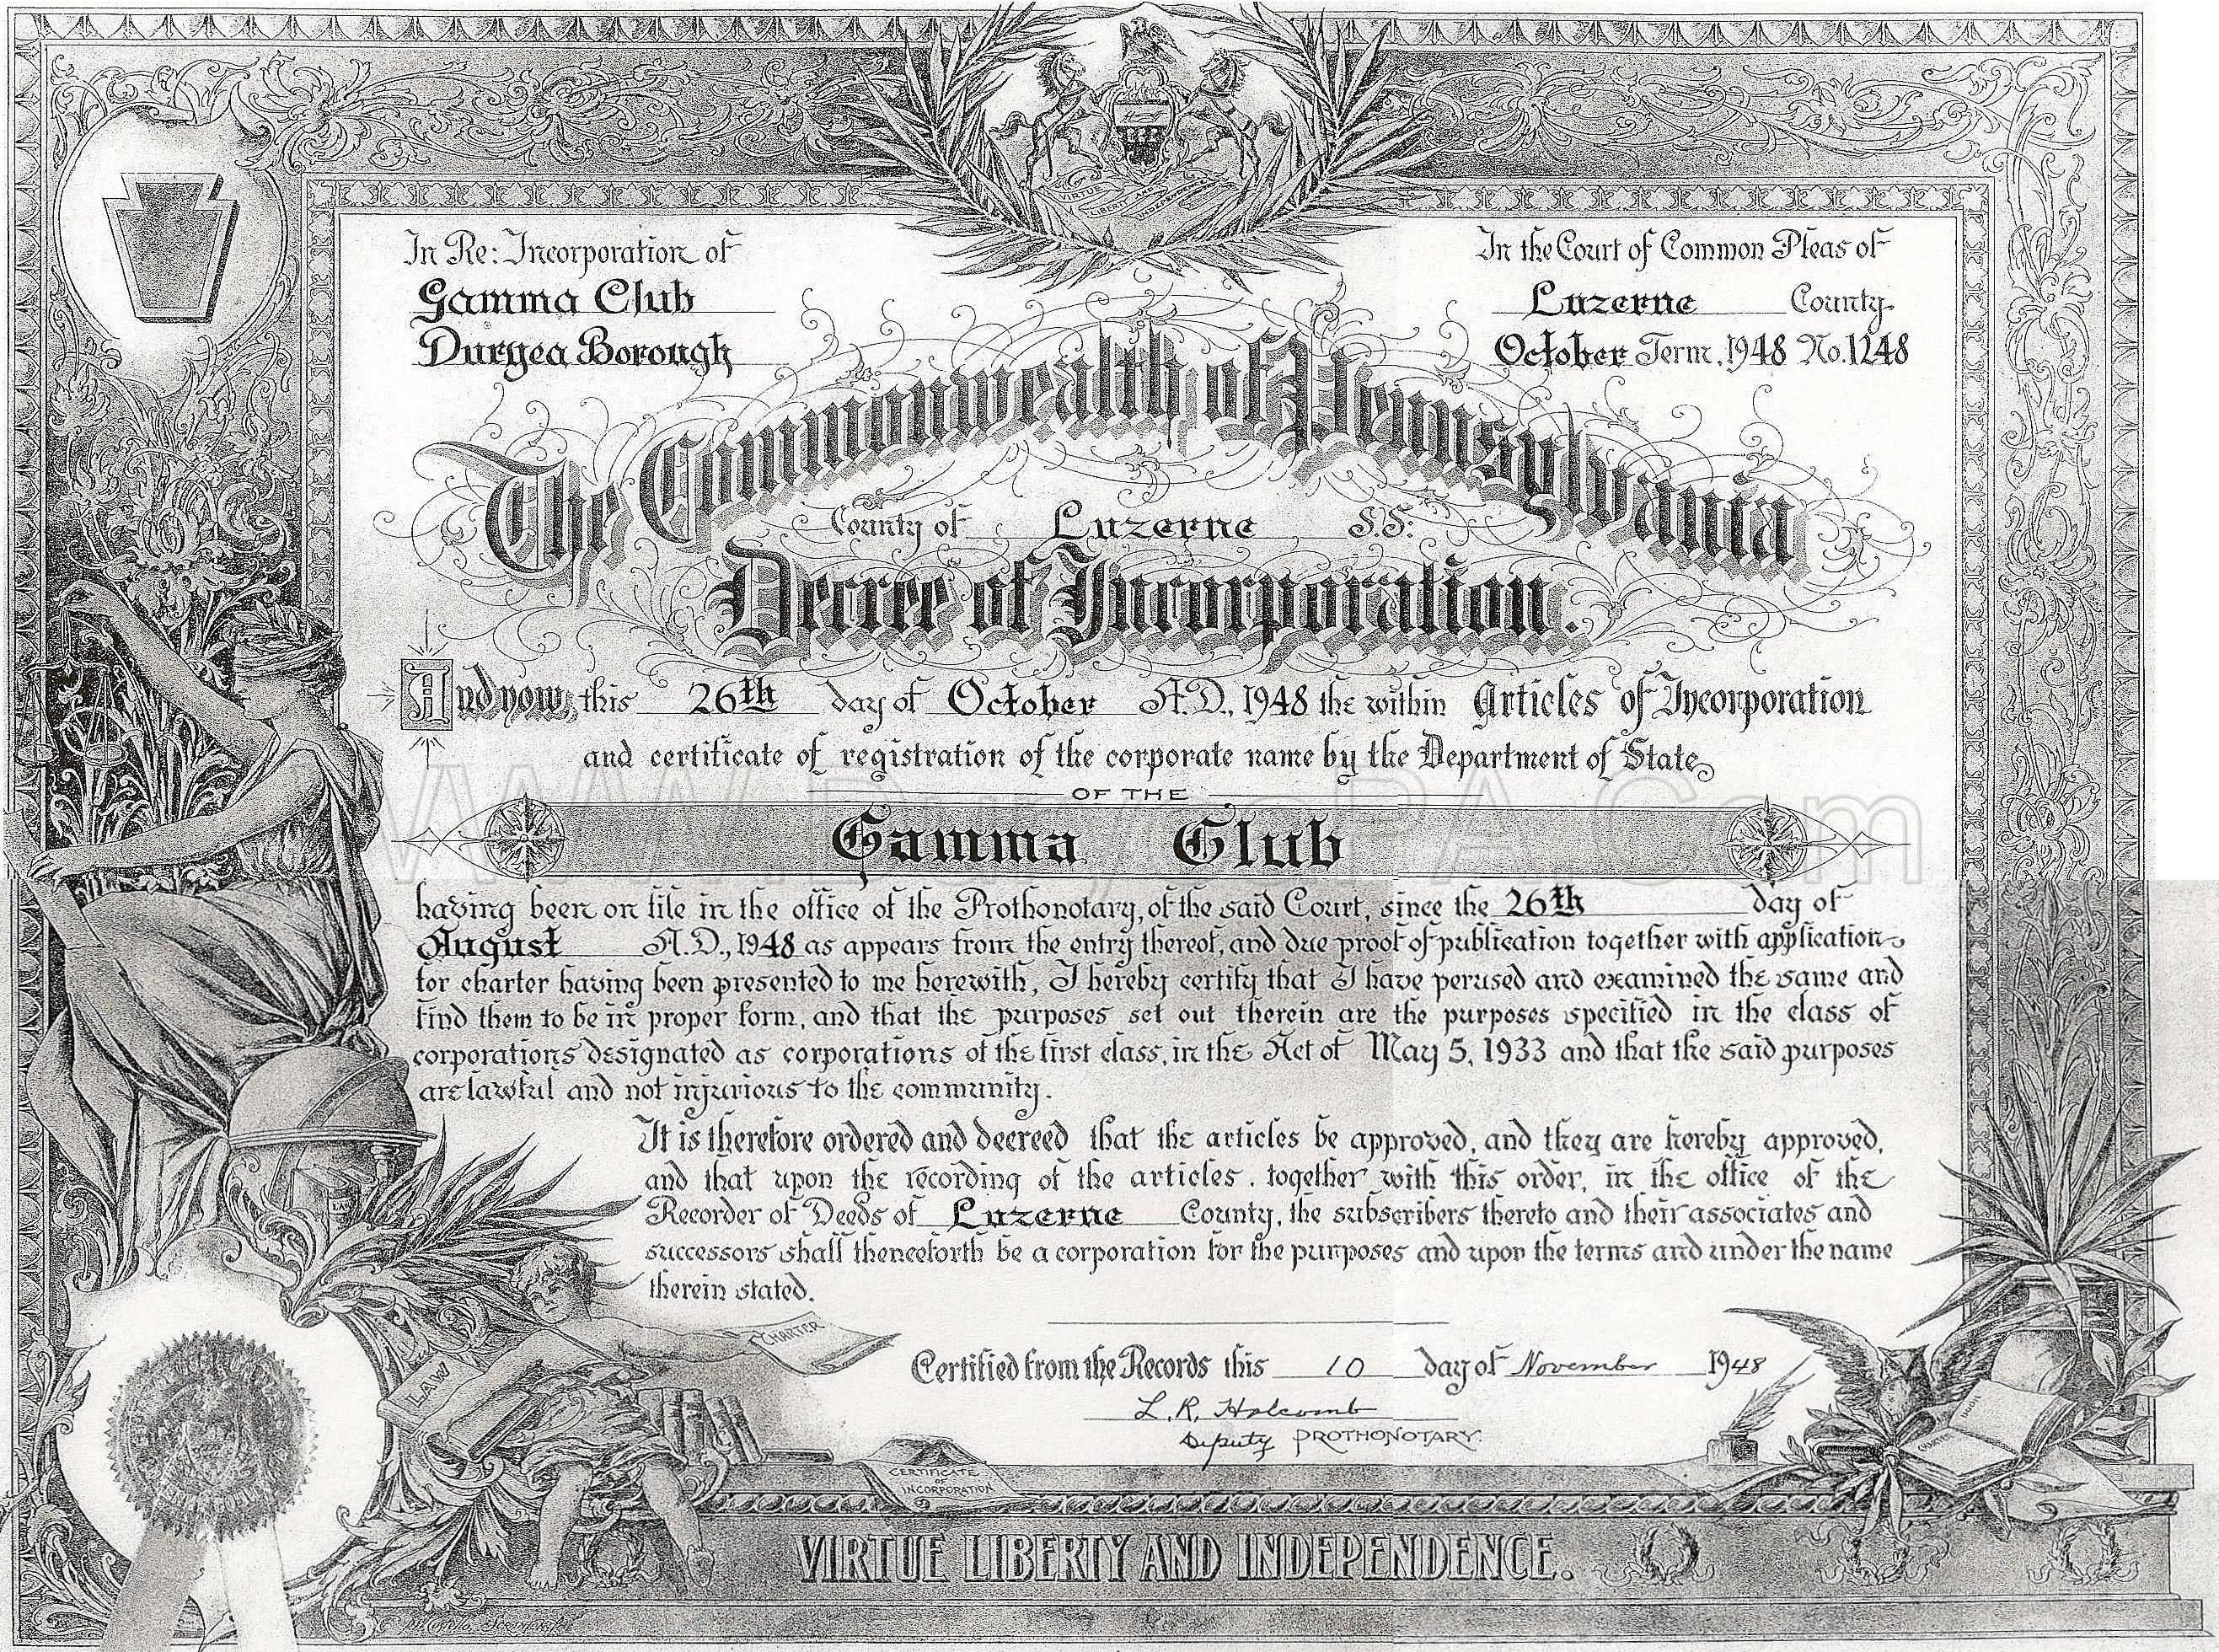 VIRTUE LIBERTY AND INDEPENDENCE
In Re: Incorporation of
Gamma Club
Duryea Borough
In the Court of Common Pleas of
Luzerne County
October Term, 1948 No. 1248
The Commonwealth of Pennsylvania
County of Luzerne S.S:
Decree of Incorporation.
And now, this 26th day of October A.D., 1948 the within Articles of Incorporation
and certificate of registration of the corporate name by the Department of State
OF THE
WWW.DuryeaPA.Com
Gamma Club
having been on file in the office of the Prothonotary, of the said Court, since the 26th day of
August A.D., 1948 as appears from the entry thereof, and due proof of publication together with application
for charter having been presented to me herewith, I hereby certify that I have perused and examined the same and
find them to be in proper form, and that the purposes set out therein are the purposes specified in the class of
corporations designated as corporations of the first class, in the Act of May 5, 1933 and that the said purposes
are lawful and not injurious to the community.
It is therefore ordered and decreed that the articles be approved, and they are hereby approved,
and that upon the recording of the articles, together with this order, in the office of the
Recorder of Deeds of Luzerne County, the subscribers thereto and their associates and
successors shall thenceforth be a corporation for the purposes and upon the terms and under the name
therein stated.
LAW
CHARTER
LAW
Certified from the Records this 10 day of November 1948
L. R. Holcomb
Deputy PROTHONOTARY.
CERTIFICATE
OF
INCORPORATION
CHARTER
VIRTUE LIBERTY AND INDEPENDENCE.